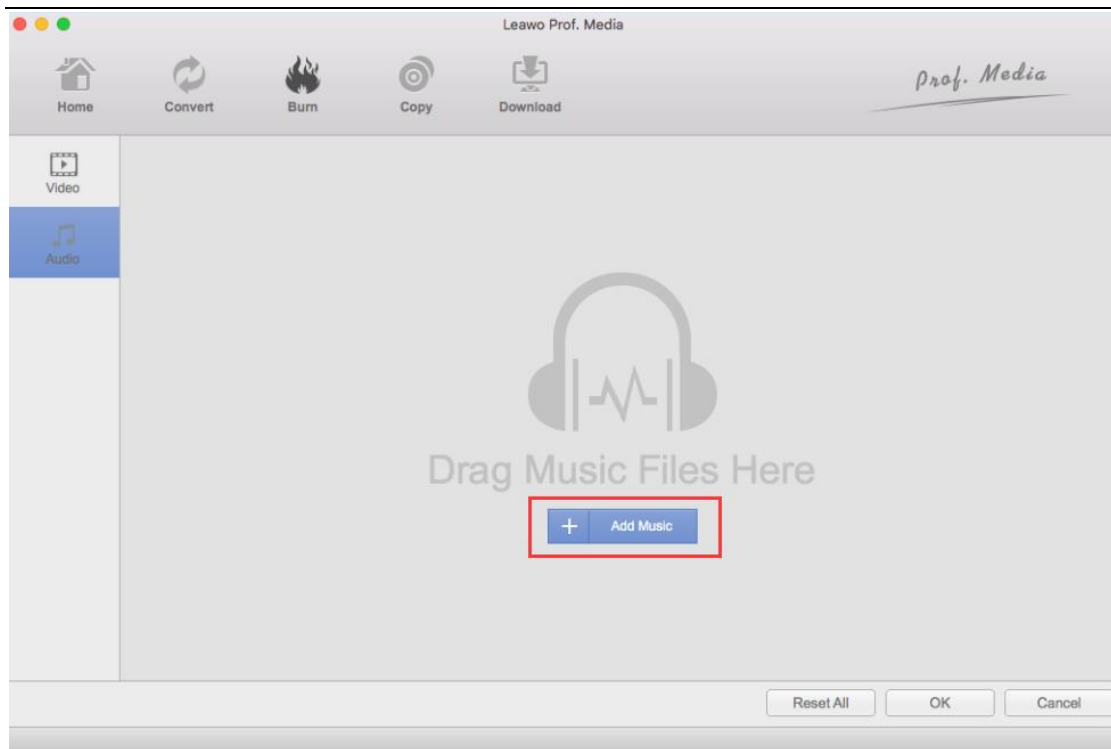 Leawo Prof. Media
Home Convert Burn Copy Download
Prof. Media
Video
Audio
Drag Music Files Here
+ Add Music
Reset All OK Cancel